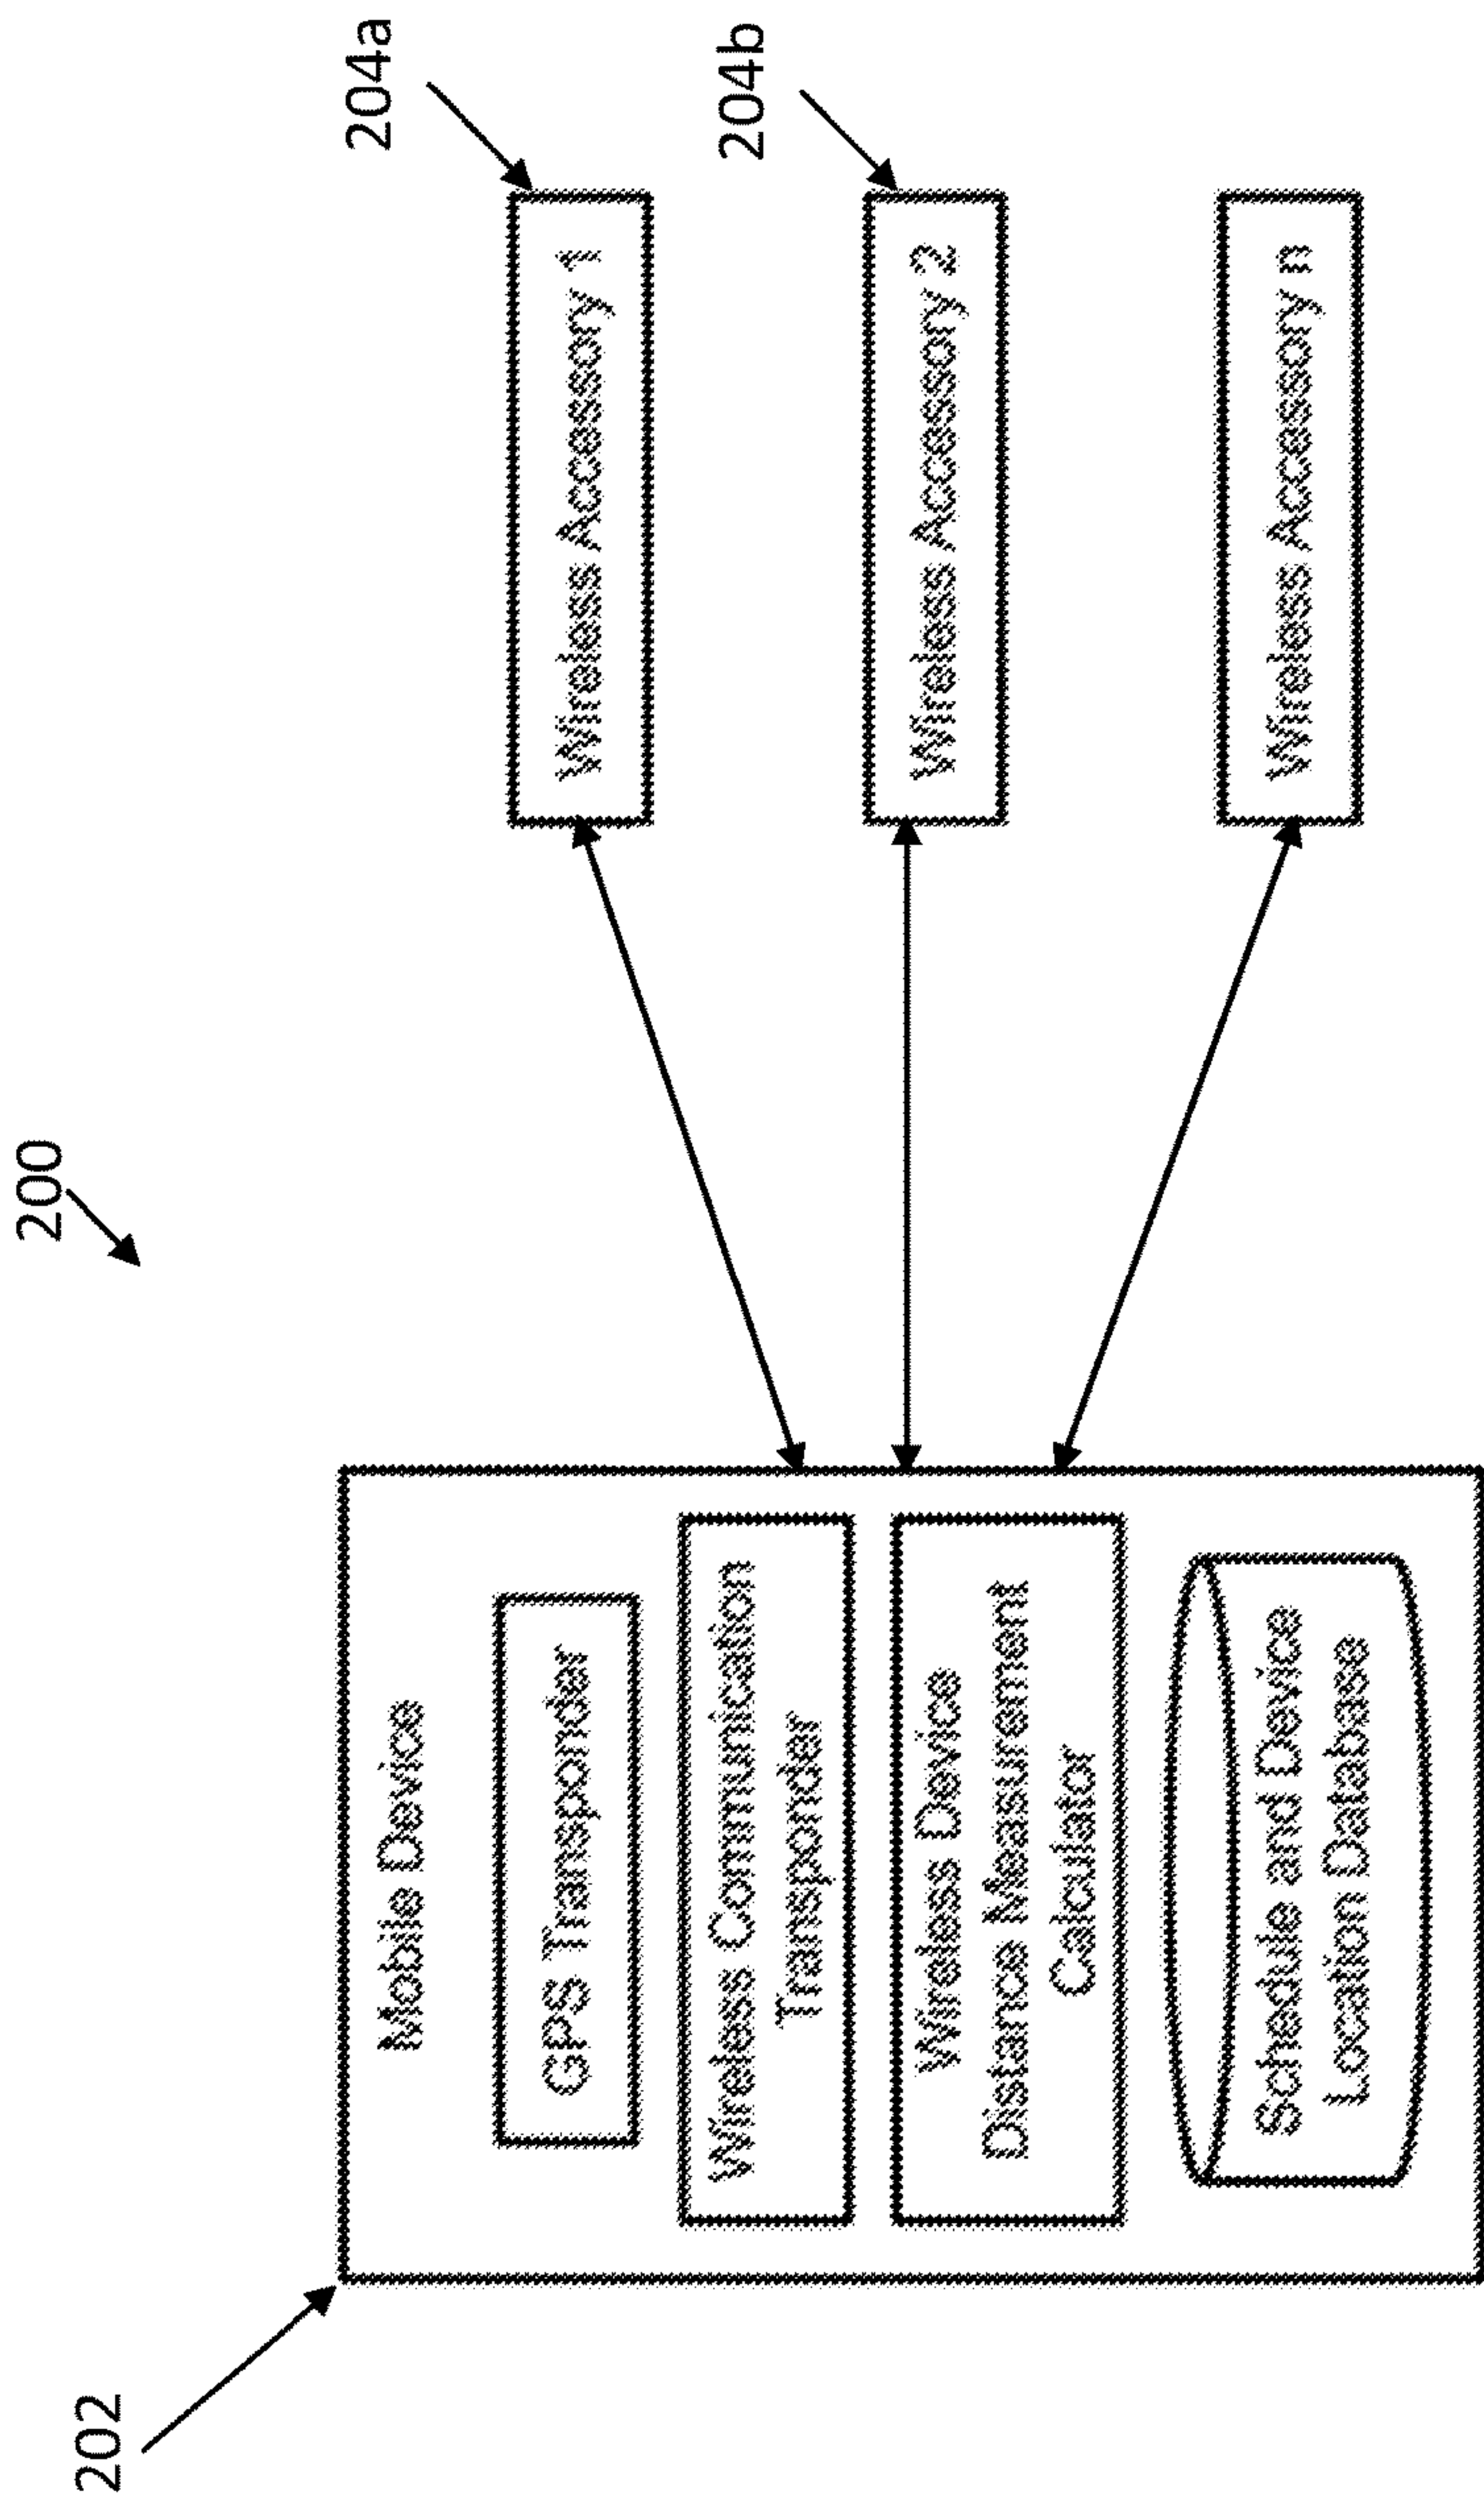 200
202
Mobile Device
GPS Transponder
Wireless Communication
Transponder
Wireless Device
Distance Measurement
Calculator
Schedule and Device
Location Database
204a
Wireless Accessory 1
204b
Wireless Accessory 2
Wireless Accessory n